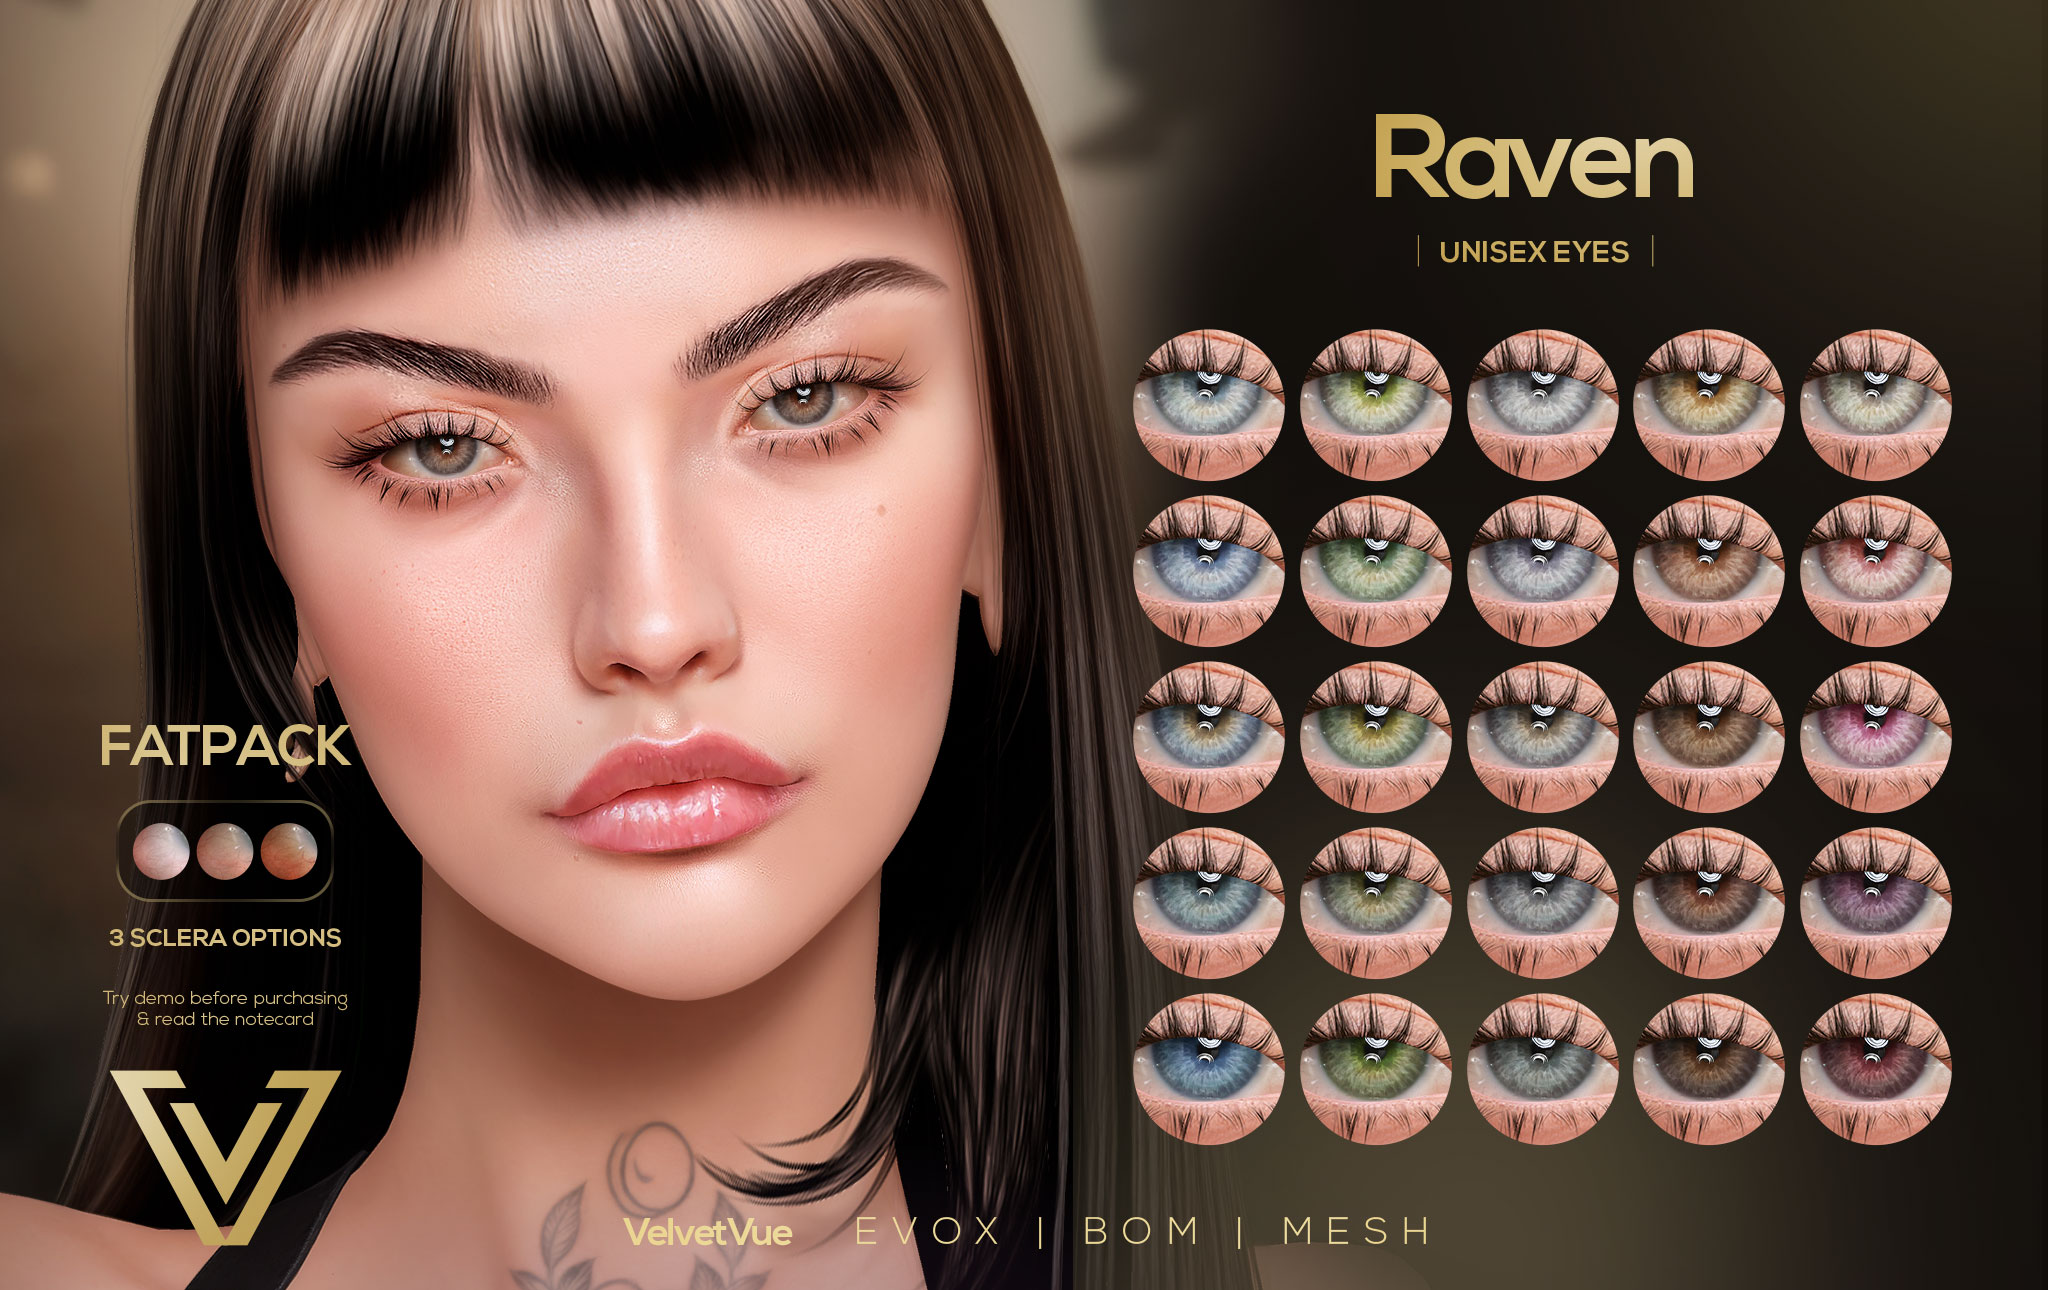 Raven
| UNISEX EYES |
FATPACK
3 SCLERA OPTIONS
Try demo before purchasing
& read the notecard
VelvetVue
EVOX | BOM | MESH